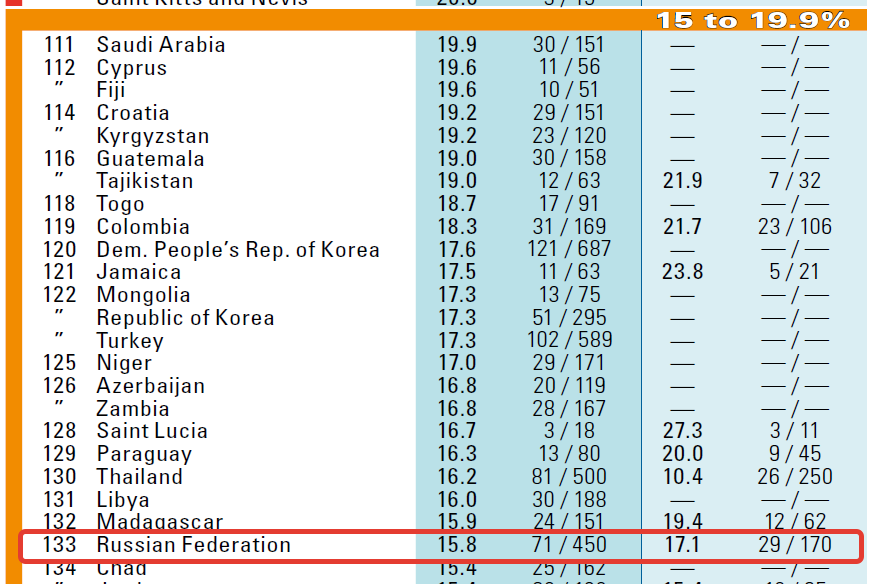 Saint Kitts and Nevis 20.0 3 / 15
15 to 19.9%
111 Saudi Arabia 19.9 30 / 151 — — / —
112 Cyprus 19.6 11 / 56 — — / —
” Fiji 19.6 10 / 51 — — / —
114 Croatia 19.2 29 / 151 — — / —
” Kyrgyzstan 19.2 23 / 120 — — / —
116 Guatemala 19.0 30 / 158 — — / —
” Tajikistan 19.0 12 / 63 21.9 7 / 32
118 Togo 18.7 17 / 91 — — / —
119 Colombia 18.3 31 / 169 21.7 23 / 106
120 Dem. People’s Rep. of Korea 17.6 121 / 687 — — / —
121 Jamaica 17.5 11 / 63 23.8 5 / 21
122 Mongolia 17.3 13 / 75 — — / —
” Republic of Korea 17.3 51 / 295 — — / —
” Turkey 17.3 102 / 589 — — / —
125 Niger 17.0 29 / 171 — — / —
126 Azerbaijan 16.8 20 / 119 — — / —
” Zambia 16.8 28 / 167 — — / —
128 Saint Lucia 16.7 3 / 18 27.3 3 / 11
129 Paraguay 16.3 13 / 80 20.0 9 / 45
130 Thailand 16.2 81 / 500 10.4 26 / 250
131 Libya 16.0 30 / 188 — — / —
132 Madagascar 15.9 24 / 151 19.4 12 / 62
133 Russian Federation 15.8 71 / 450 17.1 29 / 170
134 Chad 15.4 25 / 162 — — / —